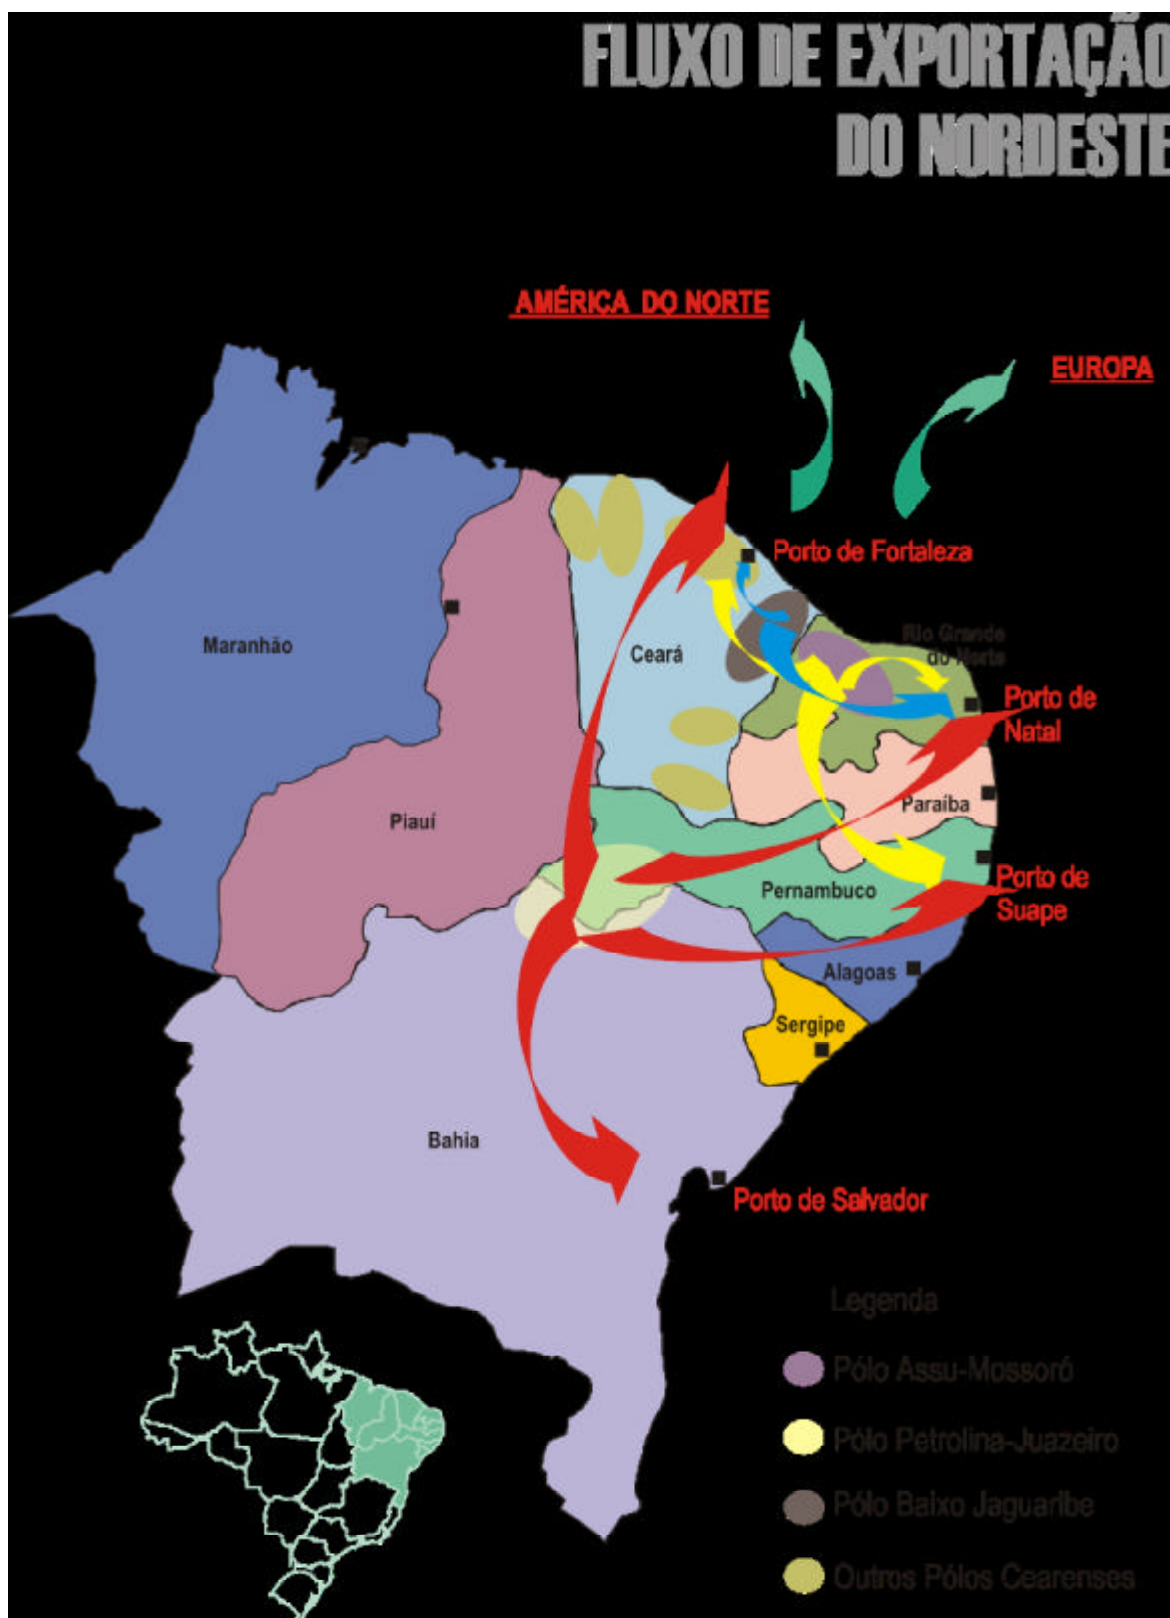 FLUXO DE EXPORTAÇÃO
DO NORDESTE
AMÉRICA DO NORTE
EUROPA
Porto de Fortaleza
Maranhão
Ceará
Rio Grande
do Norte
Porto de
Natal
Piauí
Paraíba
Pernambuco
Porto de
Suape
Alagoas
Sergipe
Bahia
Porto de Salvador
Legenda
Pólo Assu-Mossoró
Pólo Petrolina-Juazeiro
Pólo Baixo Jaguaribe
Outros Pólos Cearenses